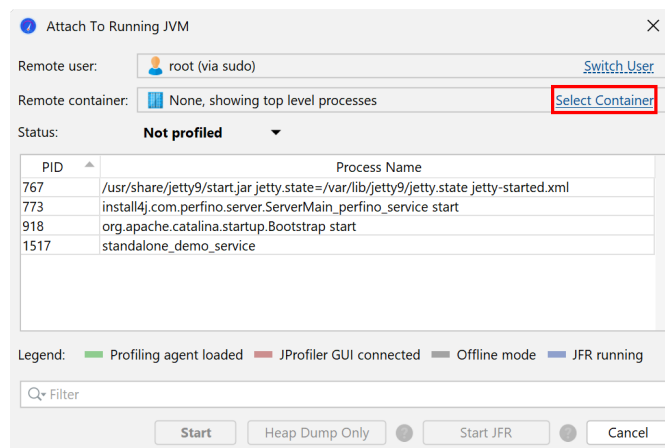 Attach To Running JVM
Remote user: root (via sudo) Switch User
Remote container: None, showing top level processes Select Container
Status: Not profiled
PID Process Name
767 /usr/share/jetty9/start.jar jetty.state=/var/lib/jetty9/jetty.state jetty-started.xml
773 install4j.com.perfino.server.ServerMain_perfino_service start
918 org.apache.catalina.startup.Bootstrap start
1517 standalone_demo_service
Legend: Profiling agent loaded JProfiler GUI connected Offline mode JFR running
Filter
Start Heap Dump Only ? Start JFR ? Cancel